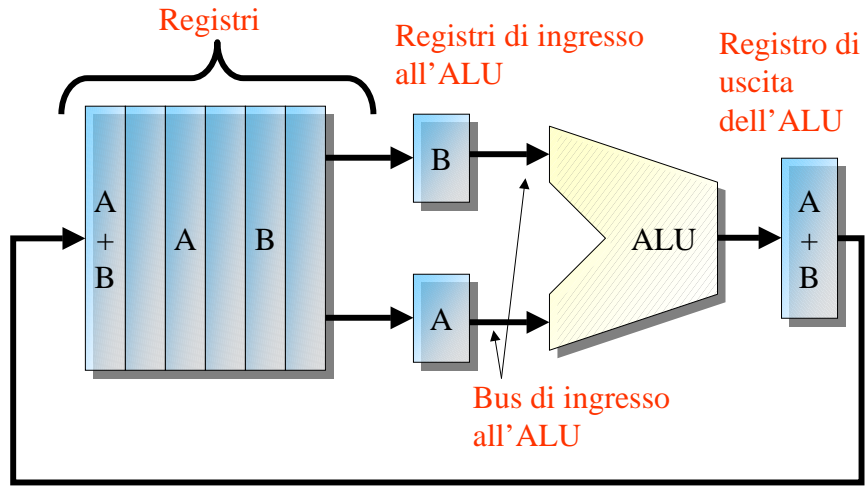 Registri
Registri di ingresso
all'ALU
Registro di
uscita
dell'ALU
A
+
B
A
B
B
A
ALU
A
+
B
Bus di ingresso
all'ALU